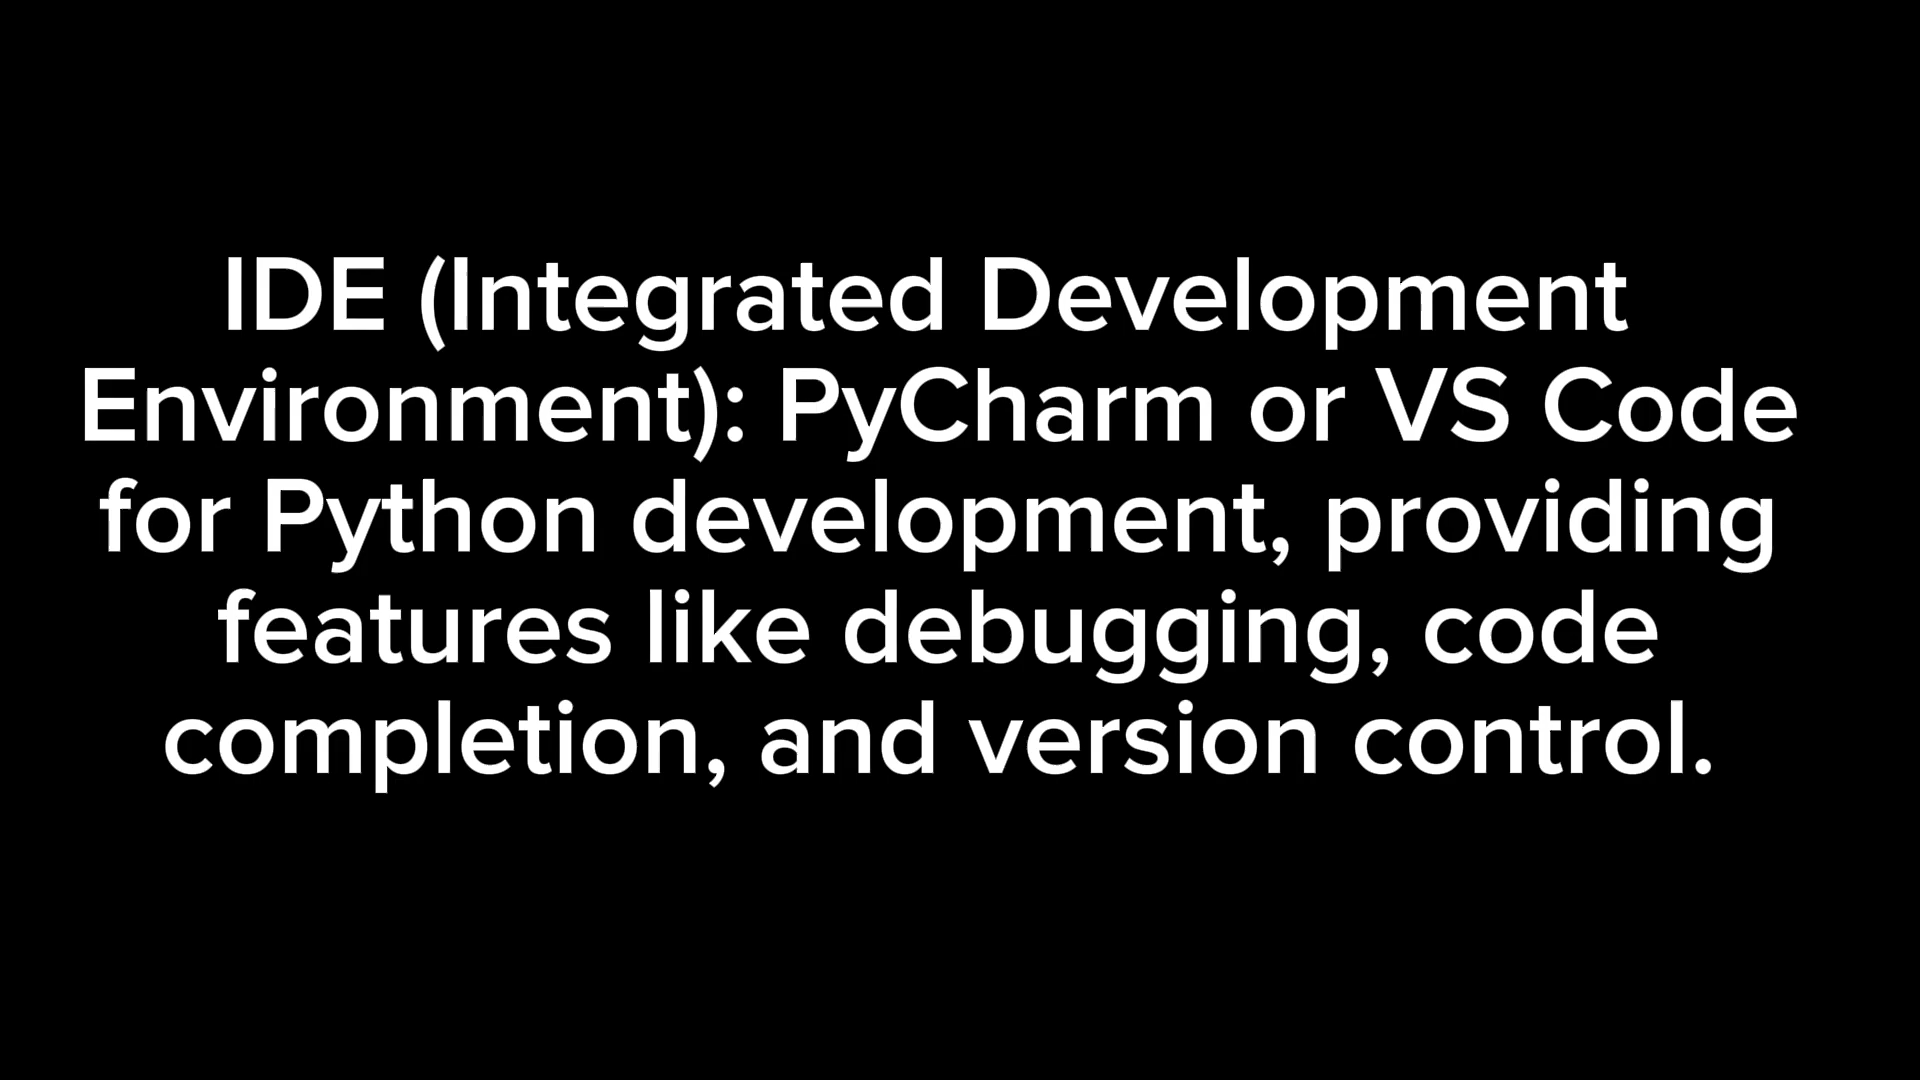 IDE (Integrated Development
Environment): PyCharm or VS Code
for Python development, providing
features like debugging, code
completion, and version control.